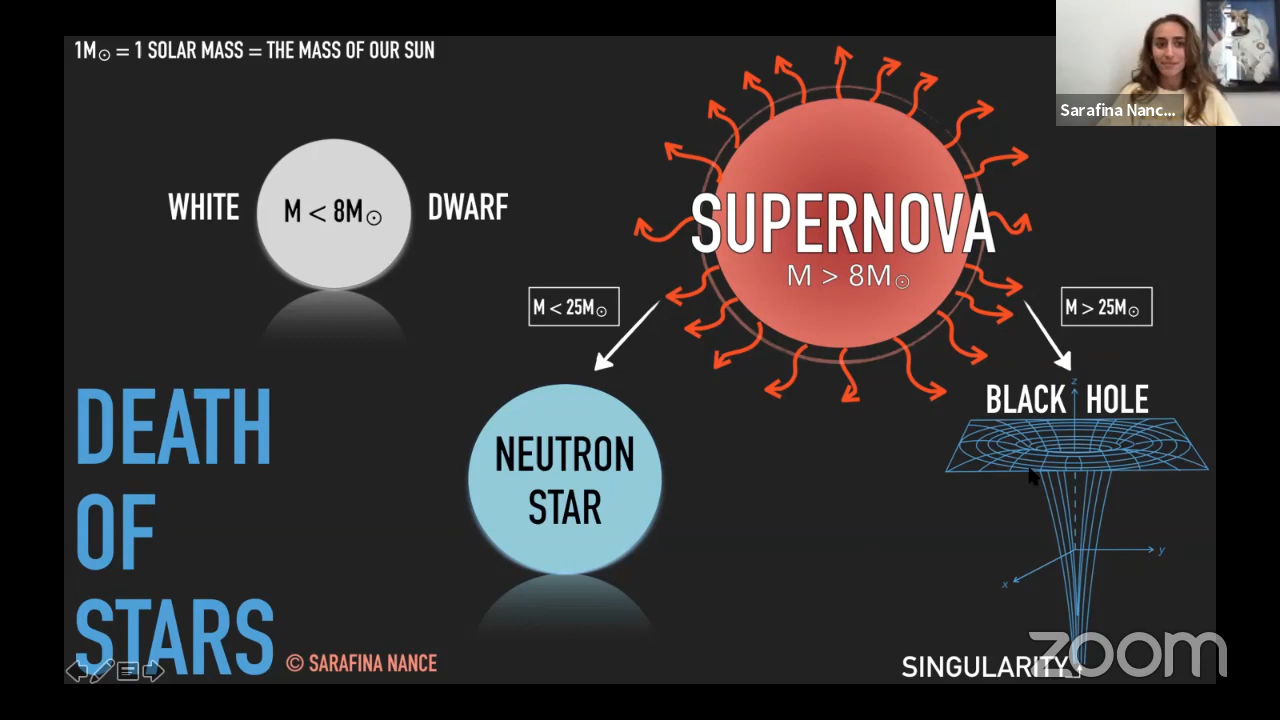 1M☉ = 1 SOLAR MASS = THE MASS OF OUR SUN
Sarafina Nanc...
WHITE
M < 8M☉
DWARF
SUPERNOVA
M > 8M☉
M < 25M☉
M > 25M☉
BLACK HOLE
z
NEUTRON
STAR
y
x
DEATH
OF
STARS
© SARAFINA NANCE
SINGULARITY
zoom